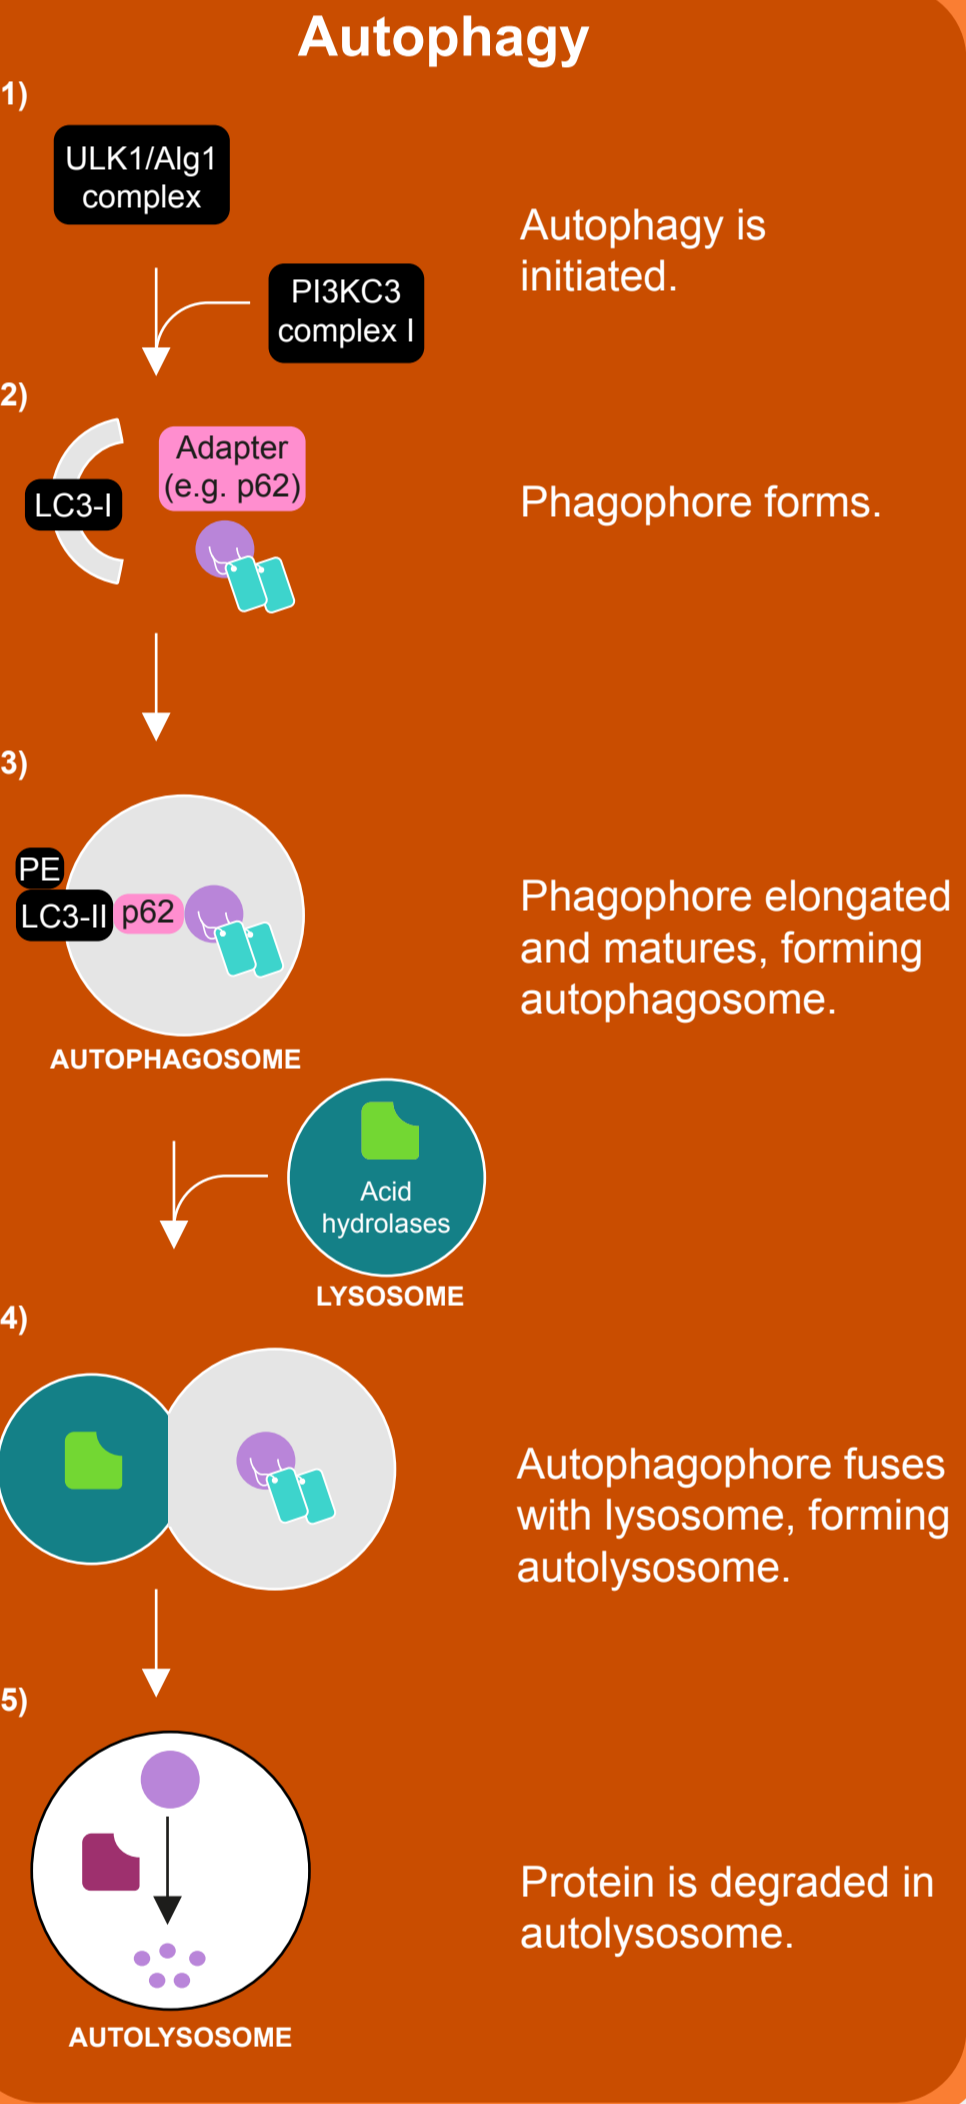 Autophagy
1)
ULK1/Alg1
complex
Autophagy is
initiated.
PI3KC3
complex I
2)
Adapter
(e.g. p62)
LC3-I
Phagophore forms.
3)
PE
LC3-II
p62
Phagophore elongated
and matures, forming
autophagosome.
AUTOPHAGOSOME
Acid
hydrolases
LYSOSOME
4)
Autophagophore fuses
with lysosome, forming
autolysosome.
5)
Protein is degraded in
autolysosome.
AUTOLYSOSOME